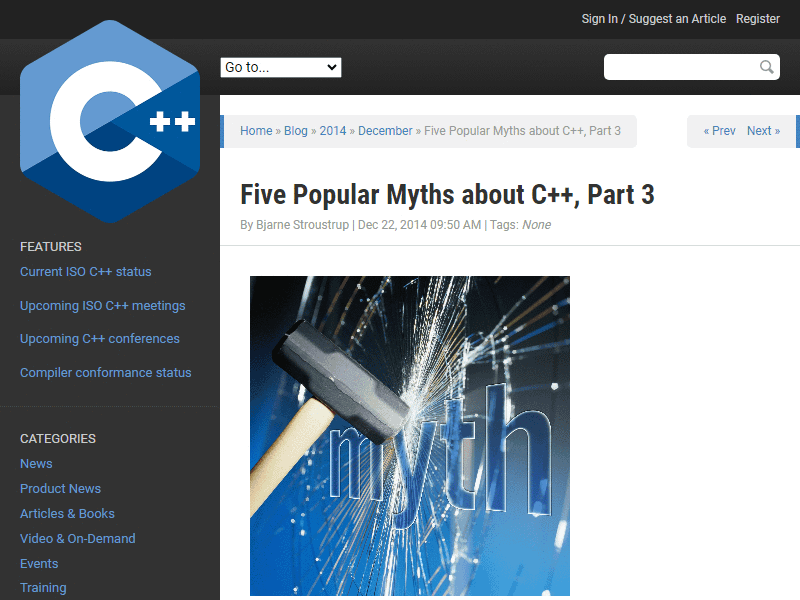 Sign In / Suggest an Article Register
Go to...
C++
Home » Blog » 2014 » December » Five Popular Myths about C++, Part 3
« Prev Next »
Five Popular Myths about C++, Part 3
By Bjarne Stroustrup | Dec 22, 2014 09:50 AM | Tags: None
FEATURES
Current ISO C++ status
Upcoming ISO C++ meetings
Upcoming C++ conferences
Compiler conformance status
CATEGORIES
News
Product News
Articles & Books
Video & On-Demand
Events
Training
myth